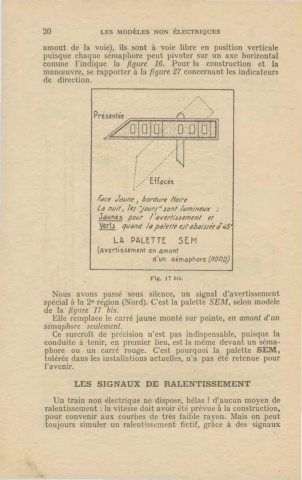 20 LES MODÈLES NON ÉLECTRIQUES
amont de la voie), ils sont à voie libre en position verticale
puisque chaque sémaphore peut pivoter sur un axe horizontal
comme l'indique la figure 16. Pour la construction et la
manœuvre, se rapporter à la figure 27 concernant les indicateurs
de direction.
Présentée
Effacée
Face Jaune, bordure Noire
La nuit, les "jours" sont lumineux :
Jaunes pour l'avertissement et
Verts quand la palette est abaissée à 45°
LA PALETTE SEM
(avertissement en amont
d'un sémaphore (NORD)
Fig. 17 bis.
Nous avons passé sous silence, un signal d'avertissement
spécial à la 2e région (Nord). C'est la palette SEM, selon modèle
de la figure 17 bis.
Elle remplace le carré jaune monté sur pointe, en amont d'un
sémaphore seulement.
Ce surcroît de précision n'est pas indispensable, puisque la
conduite à tenir, en premier lieu, est la même devant un séma-
phore ou un carré rouge. C'est pourquoi la palette SEM,
tolérée dans les installations actuelles, n'a pas été retenue pour
l'avenir.
LES SIGNAUX DE RALENTISSEMENT
Un train non électrique ne dispose, hélas ! d'aucun moyen de
ralentissement : la vitesse doit avoir été prévue à la construction,
pour convenir aux courbes de très faible rayon. Mais on peut
toujours simuler un ralentissement fictif, grâce à des signaux